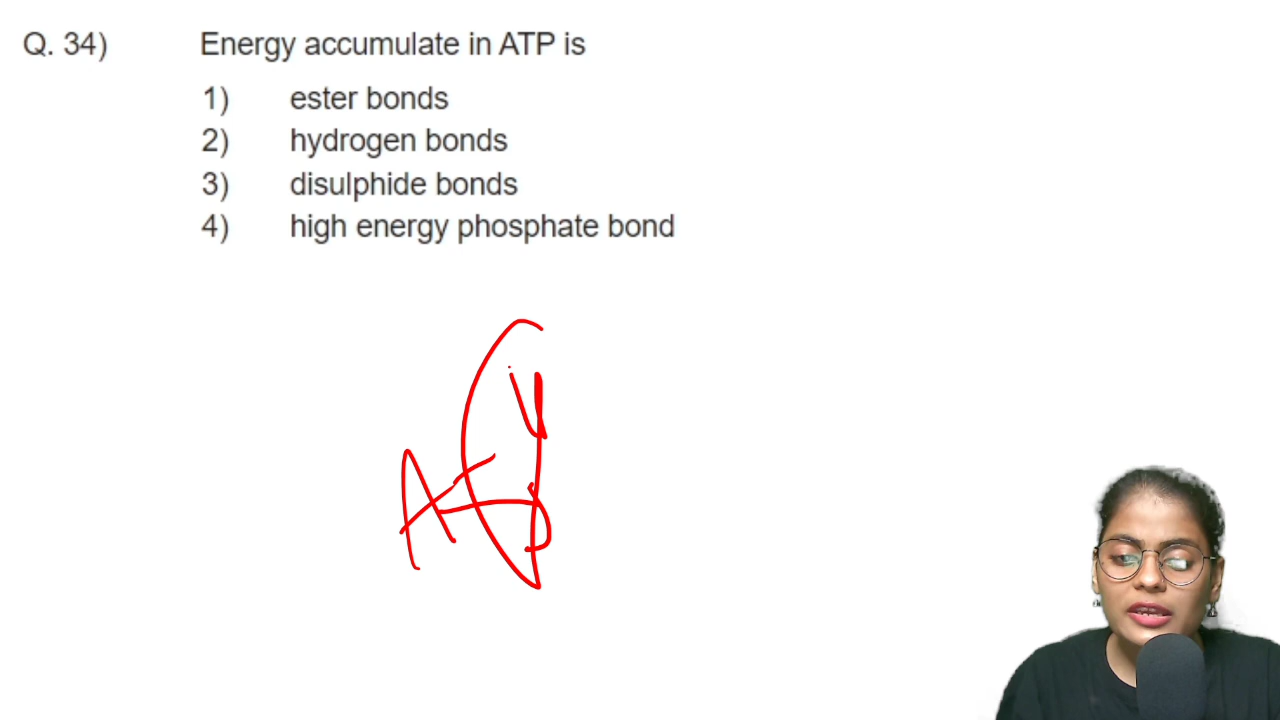 Q. 34) Energy accumulate in ATP is
1) ester bonds
2) hydrogen bonds
3) disulphide bonds
4) high energy phosphate bond